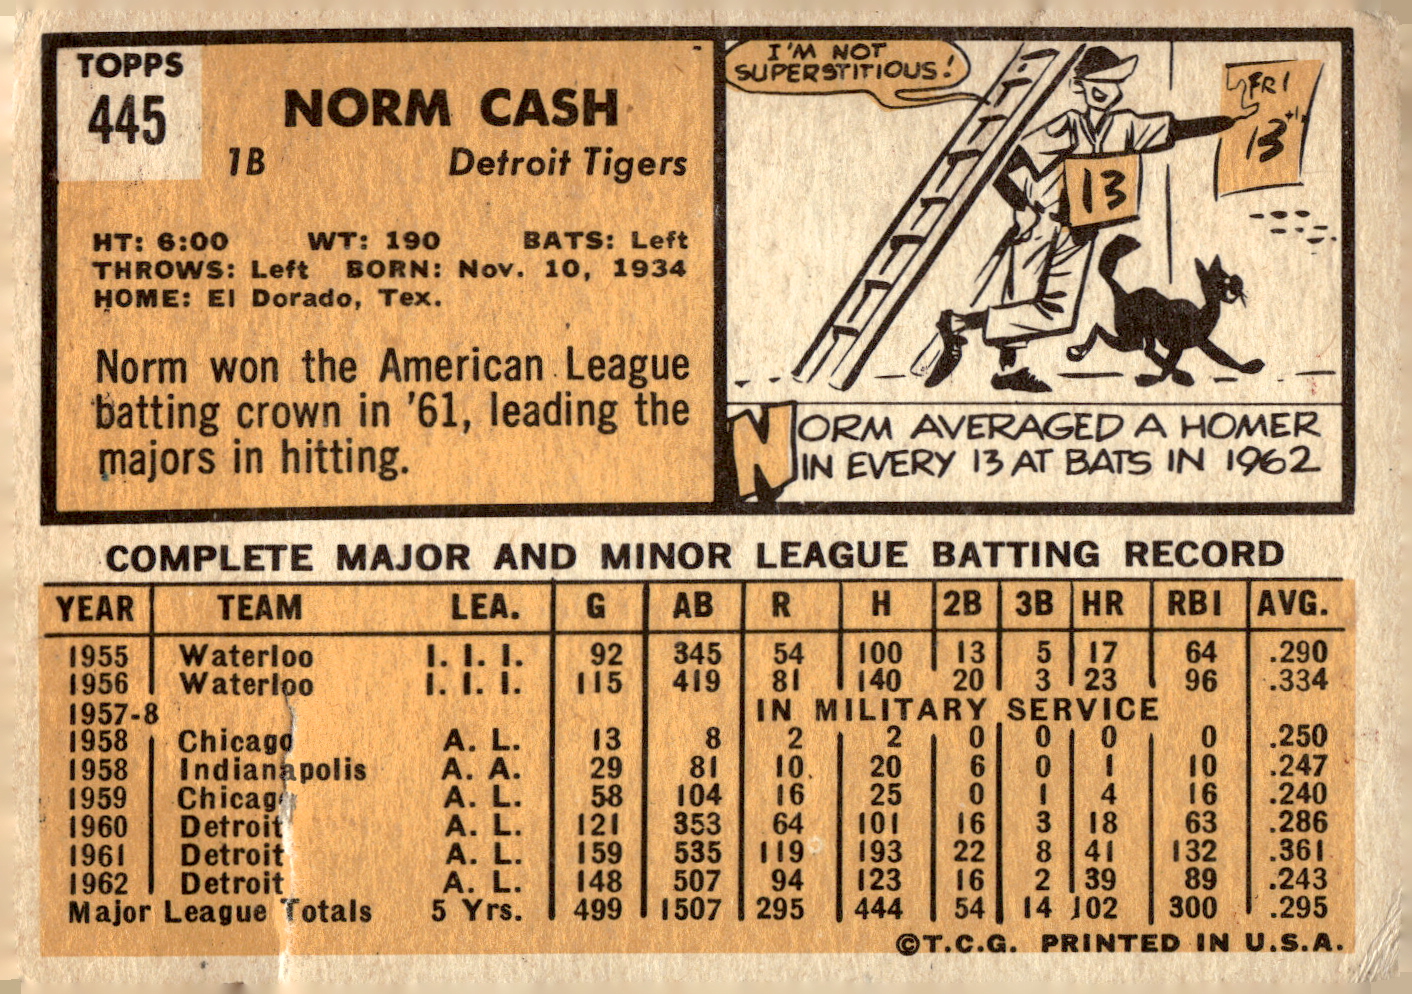 TOPPS
445
NORM CASH
1B Detroit Tigers
HT: 6:00 WT: 190 BATS: Left
THROWS: Left BORN: Nov. 10, 1934
HOME: El Dorado, Tex.
Norm won the American League
batting crown in '61, leading the
majors in hitting.
I'M NOT
SUPERSTITIOUS!
FRI
13
13
NORM AVERAGED A HOMER
IN EVERY 13 AT BATS IN 1962
COMPLETE MAJOR AND MINOR LEAGUE BATTING RECORD
YEAR TEAM LEA. G AB R H 2B 3B HR RBI AVG.
1955 Waterloo I. I. I. 92 345 54 100 13 5 17 64 .290
1956 Waterloo I. I. I. 115 419 81 140 20 3 23 96 .334
1957-8 IN MILITARY SERVICE
1958 Chicago A. L. 13 8 2 2 0 0 0 0 .250
1958 Indianapolis A. A. 29 81 10 20 6 0 1 10 .247
1959 Chicago A. L. 58 104 16 25 0 1 4 16 .240
1960 Detroit A. L. 121 353 64 101 16 3 18 63 .286
1961 Detroit A. L. 159 535 119 193 22 8 41 132 .361
1962 Detroit A. L. 148 507 94 123 16 2 39 89 .243
Major League Totals 5 Yrs. 499 1507 295 444 54 14 102 300 .295
©T.C.G. PRINTED IN U.S.A.